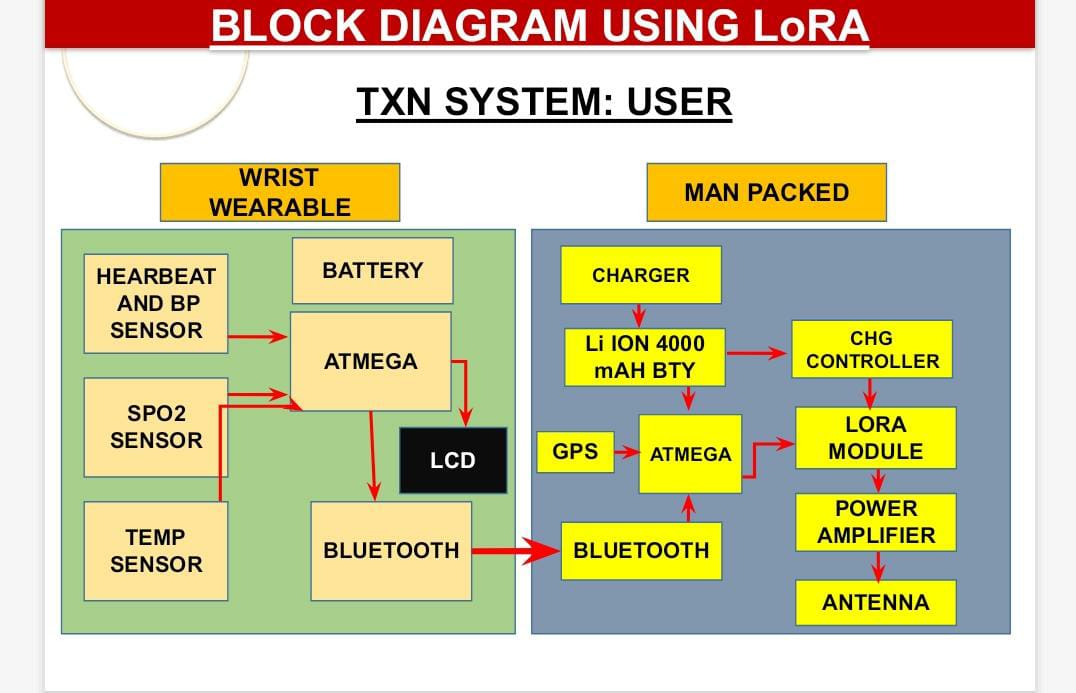 BLOCK DIAGRAM USING LoRA
TXN SYSTEM: USER
WRIST
WEARABLE
HEARBEAT
AND BP
SENSOR
BATTERY
ATMEGA
SPO2
SENSOR
LCD
TEMP
SENSOR
BLUETOOTH
MAN PACKED
CHARGER
Li ION 4000
mAH BTY
CHG
CONTROLLER
GPS
ATMEGA
LORA
MODULE
BLUETOOTH
POWER
AMPLIFIER
ANTENNA